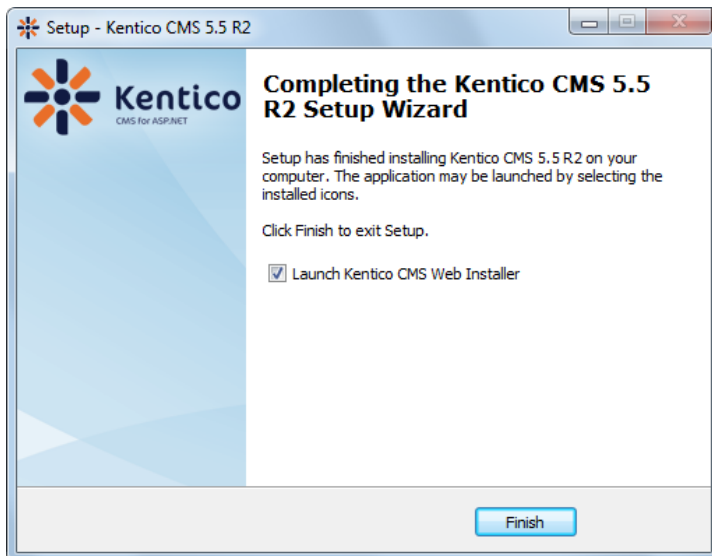 Setup - Kentico CMS 5.5 R2
Kentico
CMS for ASP.NET
Completing the Kentico CMS 5.5
R2 Setup Wizard
Setup has finished installing Kentico CMS 5.5 R2 on your
computer. The application may be launched by selecting the
installed icons.
Click Finish to exit Setup.
Launch Kentico CMS Web Installer
Finish